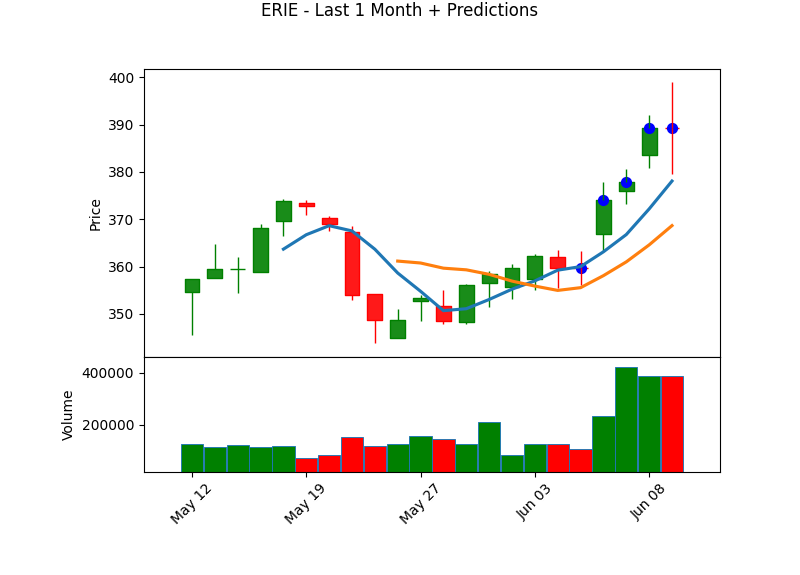 ERIE - Last 1 Month + Predictions
400
390
380
370
360
350
Price
400000
200000
Volume
May 12
May 19
May 27
Jun 03
Jun 08